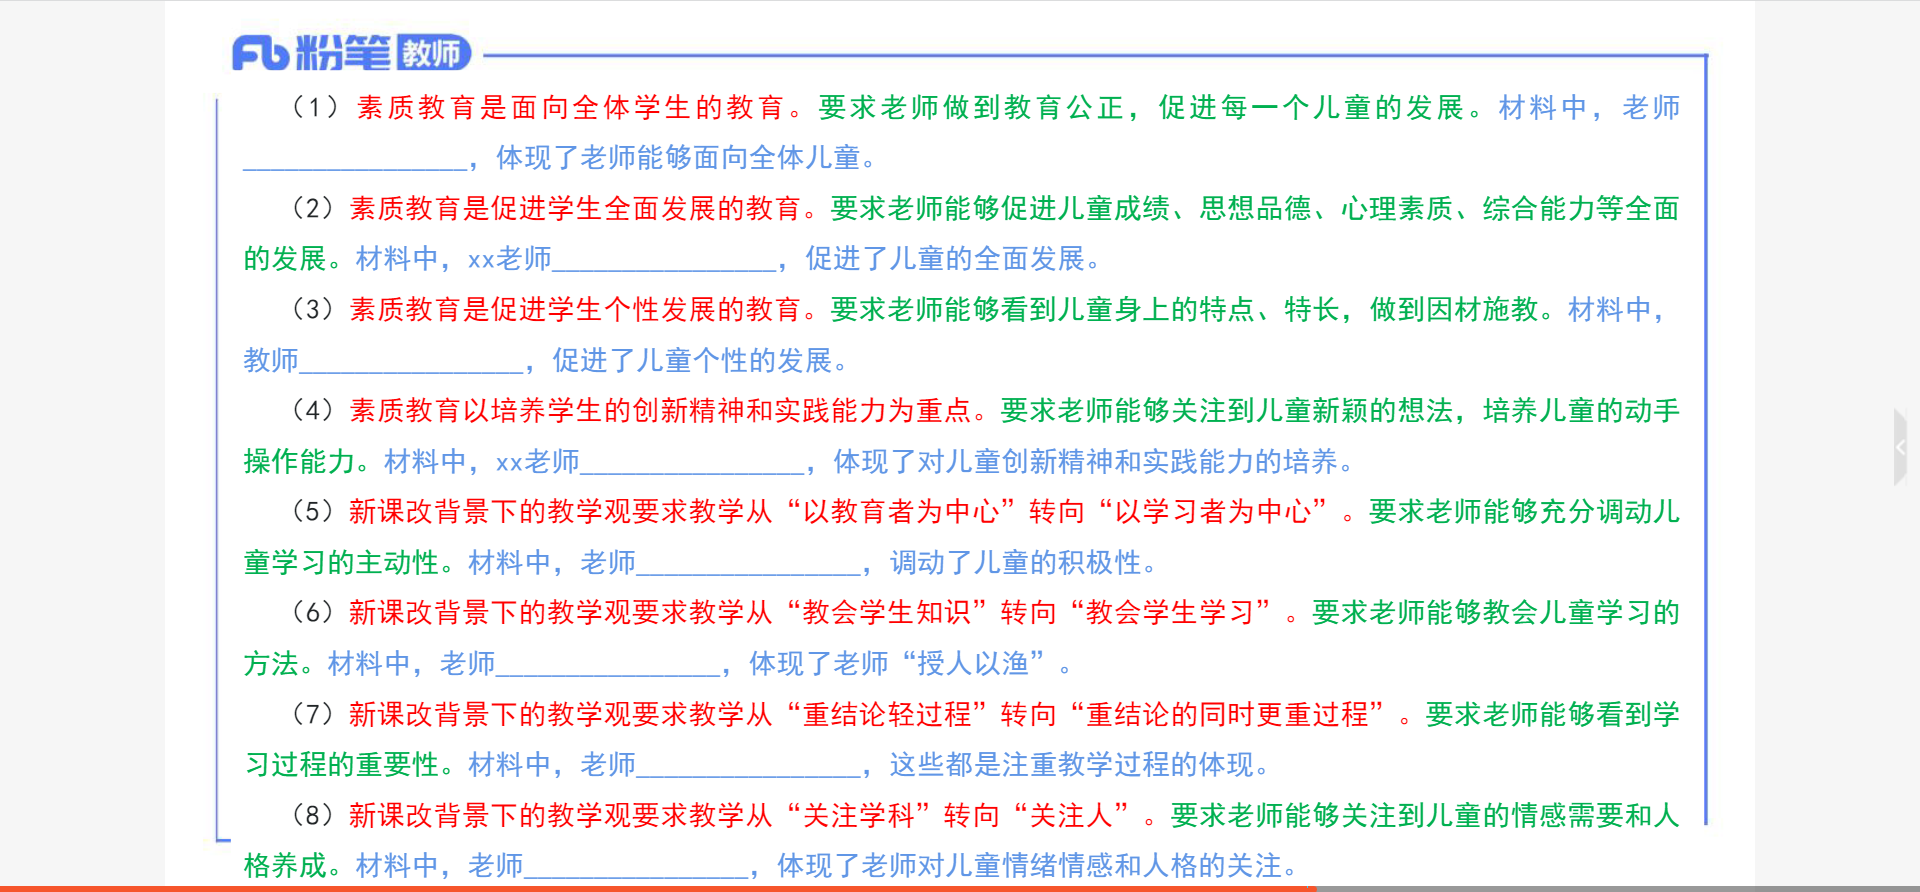 粉笔教师
（1）素质教育是面向全体学生的教育。要求老师做到教育公正，促进每一个儿童的发展。材料中，老师
________________，体现了老师能够面向全体儿童。
（2）素质教育是促进学生全面发展的教育。要求老师能够促进儿童成绩、思想品德、心理素质、综合能力等全面
的发展。材料中，xx老师________________，促进了儿童的全面发展。
（3）素质教育是促进学生个性发展的教育。要求老师能够看到儿童身上的特点、特长，做到因材施教。材料中，
教师________________，促进了儿童个性的发展。
（4）素质教育以培养学生的创新精神和实践能力为重点。要求老师能够关注到儿童新颖的想法，培养儿童的动手
操作能力。材料中，xx老师________________，体现了对儿童创新精神和实践能力的培养。
（5）新课改背景下的教学观要求教学从“以教育者为中心”转向“以学习者为中心”。要求老师能够充分调动儿
童学习的主动性。材料中，老师________________，调动了儿童的积极性。
（6）新课改背景下的教学观要求教学从“教会学生知识”转向“教会学生学习”。要求老师能够教会儿童学习的
方法。材料中，老师________________，体现了老师“授人以渔”。
（7）新课改背景下的教学观要求教学从“重结论轻过程”转向“重结论的同时更重过程”。要求老师能够看到学
习过程的重要性。材料中，老师________________，这些都是注重教学过程的体现。
（8）新课改背景下的教学观要求教学从“关注学科”转向“关注人”。要求老师能够关注到儿童的情感需要和人
格养成。材料中，老师________________，体现了老师对儿童情绪情感和人格的关注。